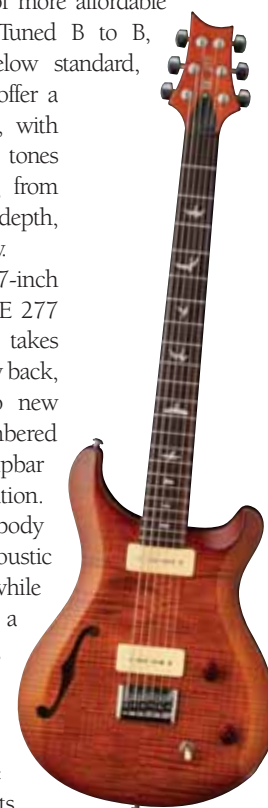 of more affordable
Tuned B to B,
elow standard,
offer a
, with
tones
from
depth,
y.
7-inch
E 277
takes
y back,
o new
mbered
pbar
tion.
body
oustic
while
a
ts